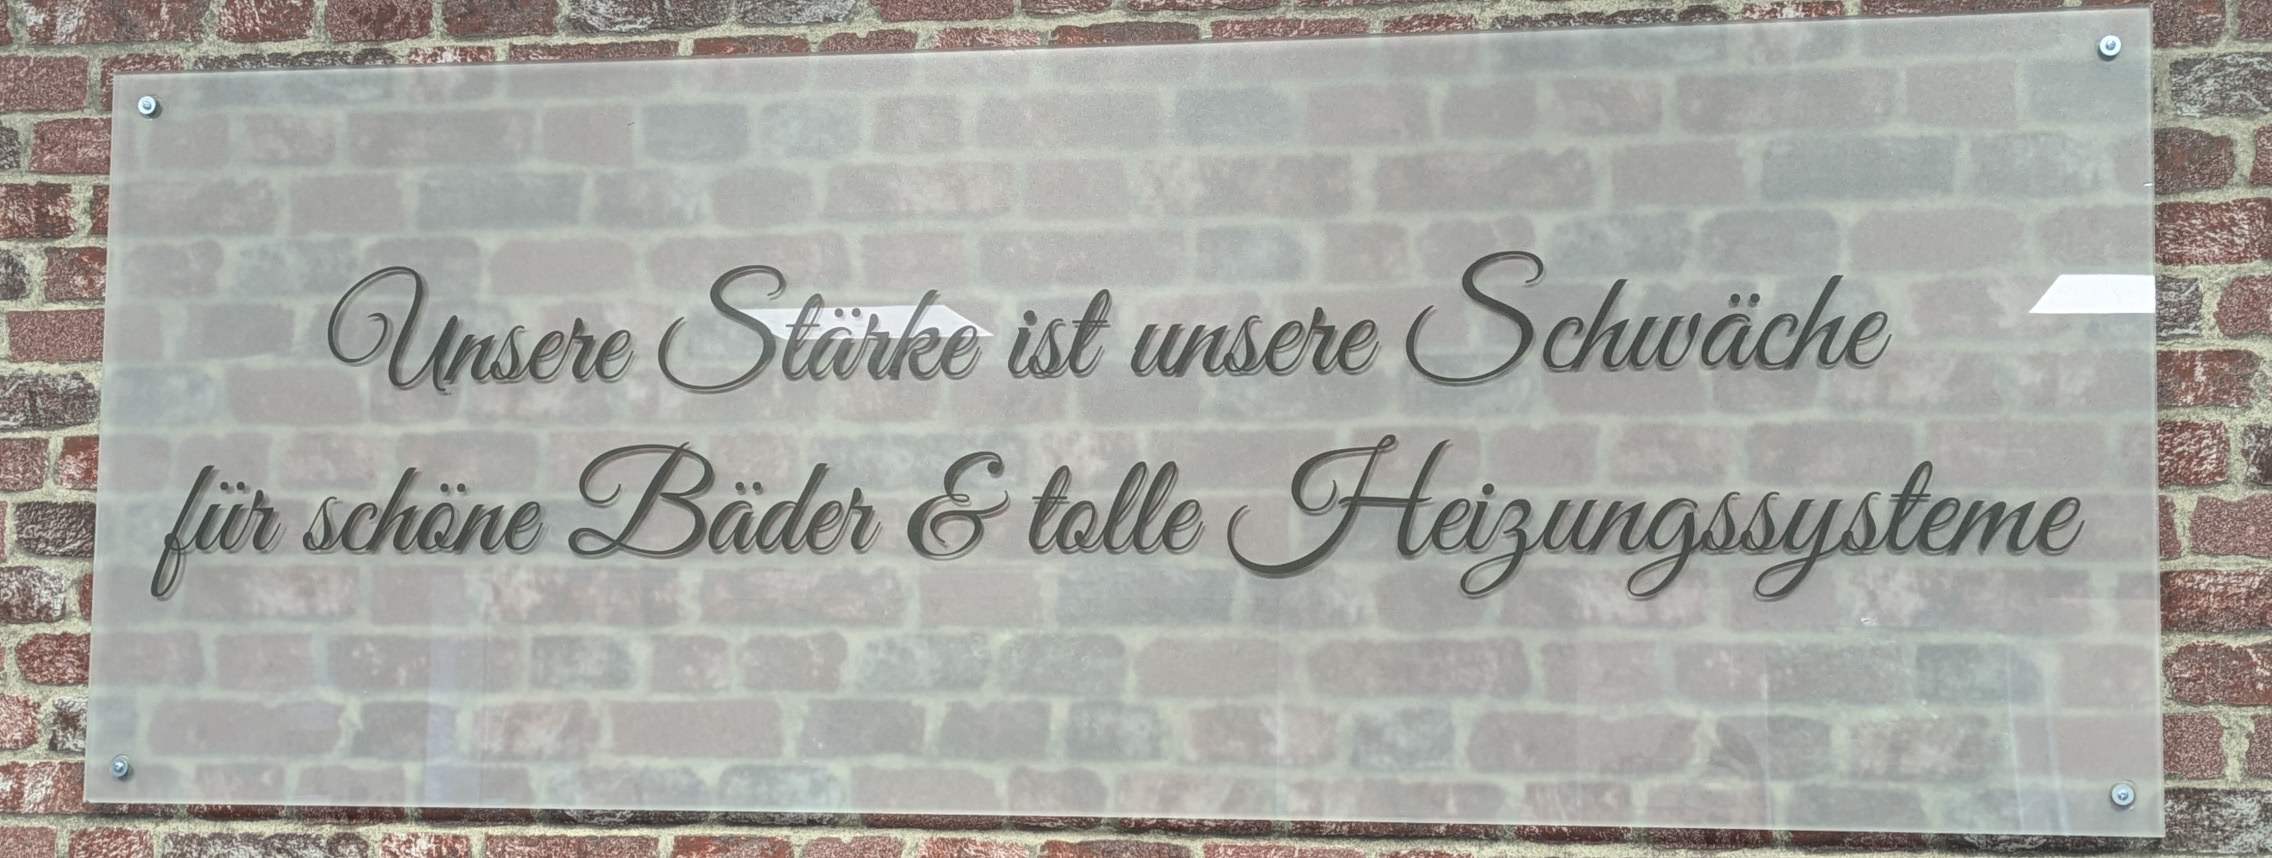 Unsere Stärke ist unsere Schwäche
für schöne Bäder & tolle Heizungssysteme